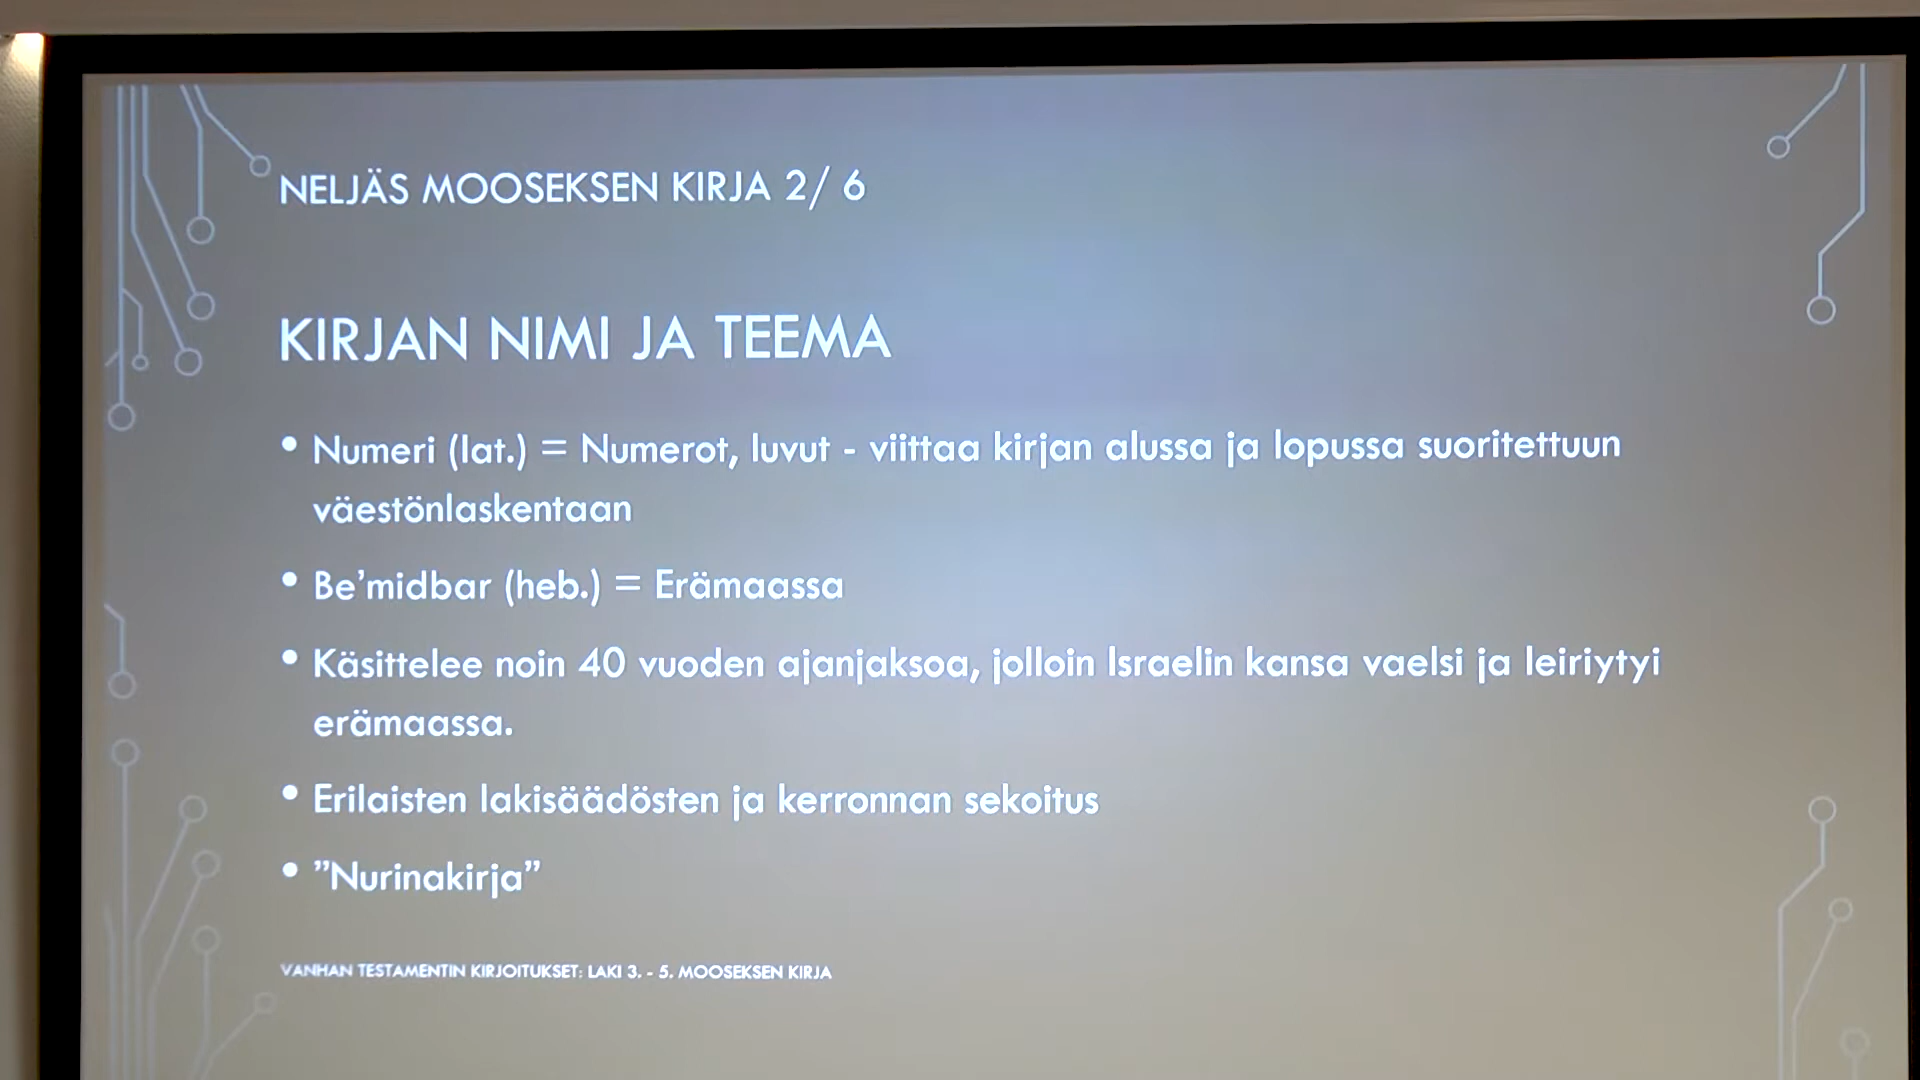 NELJÄS MOOSEKSEN KIRJA 2/ 6
KIRJAN NIMI JA TEEMA
• Numeri (lat.) = Numerot, luvut - viittaa kirjan alussa ja lopussa suoritettuun
väestönlaskentaan
• Be’midbar (heb.) = Erämaassa
• Käsittelee noin 40 vuoden ajanjaksoa, jolloin Israelin kansa vaelsi ja leiriytyi
erämaassa.
• Erilaisten lakisäädösten ja kerronnan sekoitus
• ”Nurinakirja”
VANHAN TESTAMENTIN KIRJOITUKSET: LAKI 3. - 5. MOOSEKSEN KIRJA